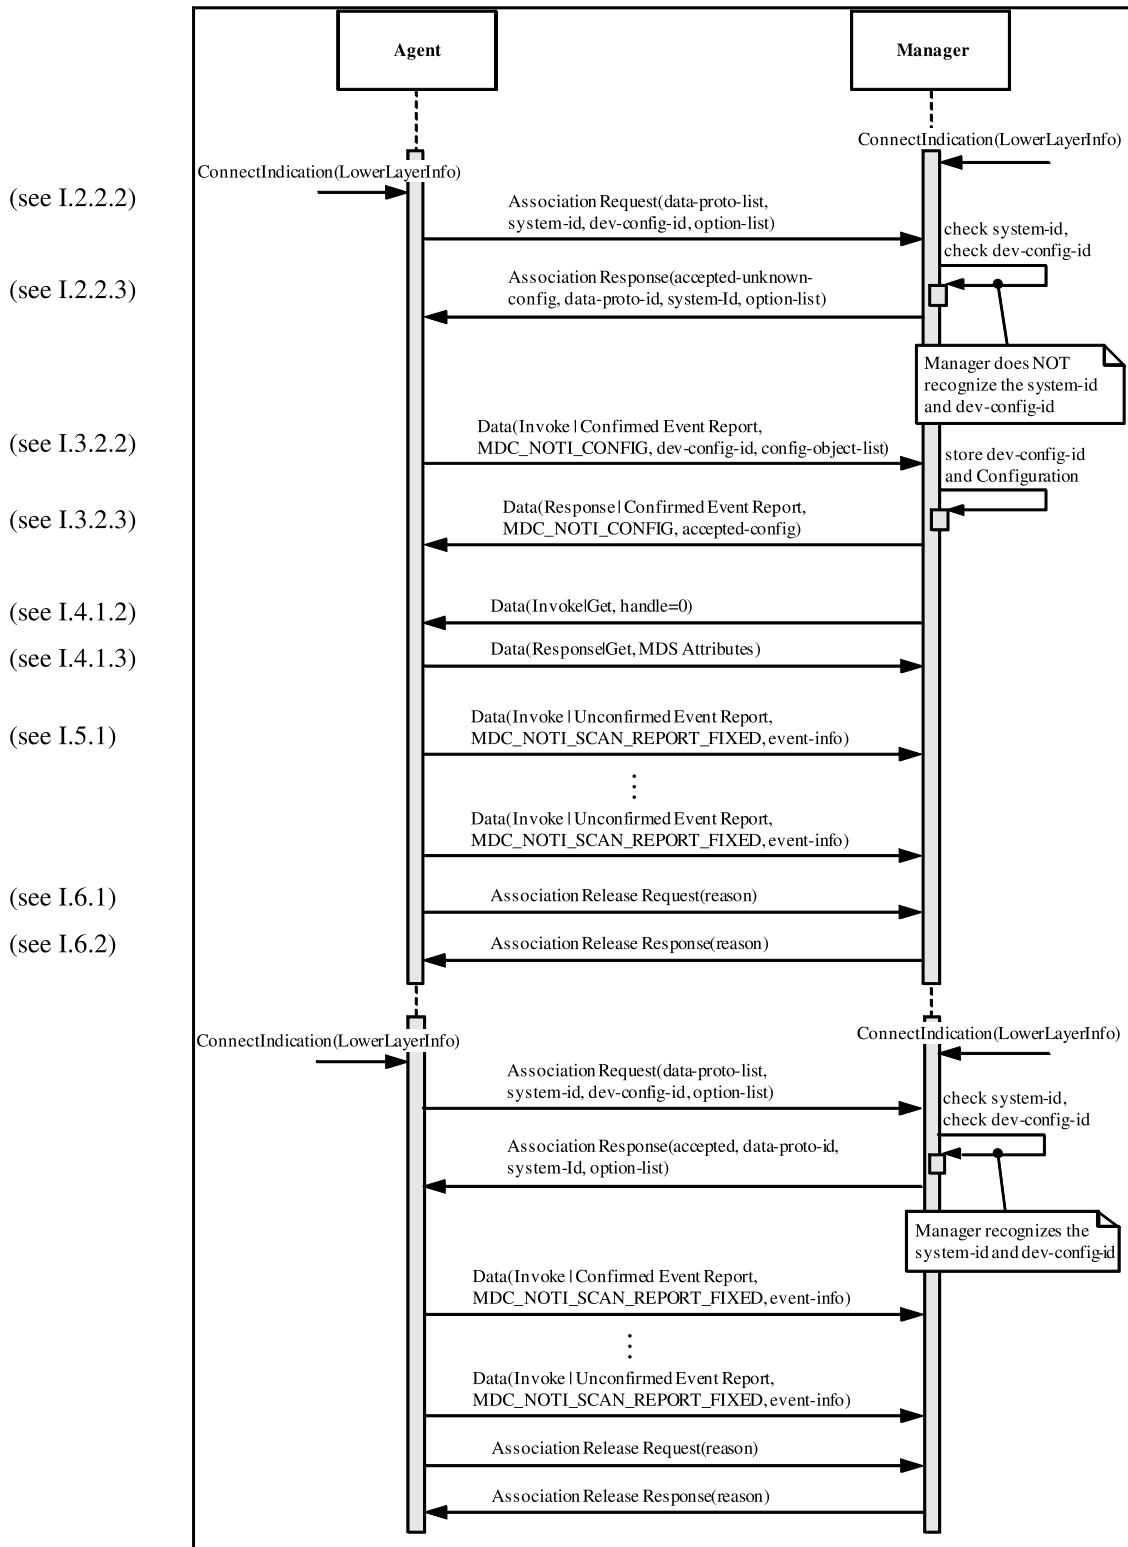 Agent
Manager
ConnectIndication(LowerLayerInfo)
ConnectIndication(LowerLayerInfo)
(see I.2.2.2)
Association Request(data-proto-list,
system-id, dev-config-id, option-list)
check system-id,
check dev-config-id
(see I.2.2.3)
Association Response(accepted-unknown-
config, data-proto-id, system-Id, option-list)
Manager does NOT
recognize the system-id
and dev-config-id
(see I.3.2.2)
Data(Invoke | Confirmed Event Report,
MDC_NOTI_CONFIG, dev-config-id, config-object-list)
store dev-config-id
and Configuration
(see I.3.2.3)
Data(Response | Confirmed Event Report,
MDC_NOTI_CONFIG, accepted-config)
(see I.4.1.2)
Data(Invoke|Get, handle=0)
(see I.4.1.3)
Data(Response|Get, MDS Attributes)
(see I.5.1)
Data(Invoke | Unconfirmed Event Report,
MDC_NOTI_SCAN_REPORT_FIXED, event-info)
⋮
Data(Invoke | Unconfirmed Event Report,
MDC_NOTI_SCAN_REPORT_FIXED, event-info)
(see I.6.1)
Association Release Request(reason)
(see I.6.2)
Association Release Response(reason)
ConnectIndication(LowerLayerInfo)
ConnectIndication(LowerLayerInfo)
Association Request(data-proto-list,
system-id, dev-config-id, option-list)
check system-id,
check dev-config-id
Association Response(accepted, data-proto-id,
system-Id, option-list)
Manager recognizes the
system-id and dev-config-id
Data(Invoke | Confirmed Event Report,
MDC_NOTI_SCAN_REPORT_FIXED, event-info)
⋮
Data(Invoke | Unconfirmed Event Report,
MDC_NOTI_SCAN_REPORT_FIXED, event-info)
Association Release Request(reason)
Association Release Response(reason)